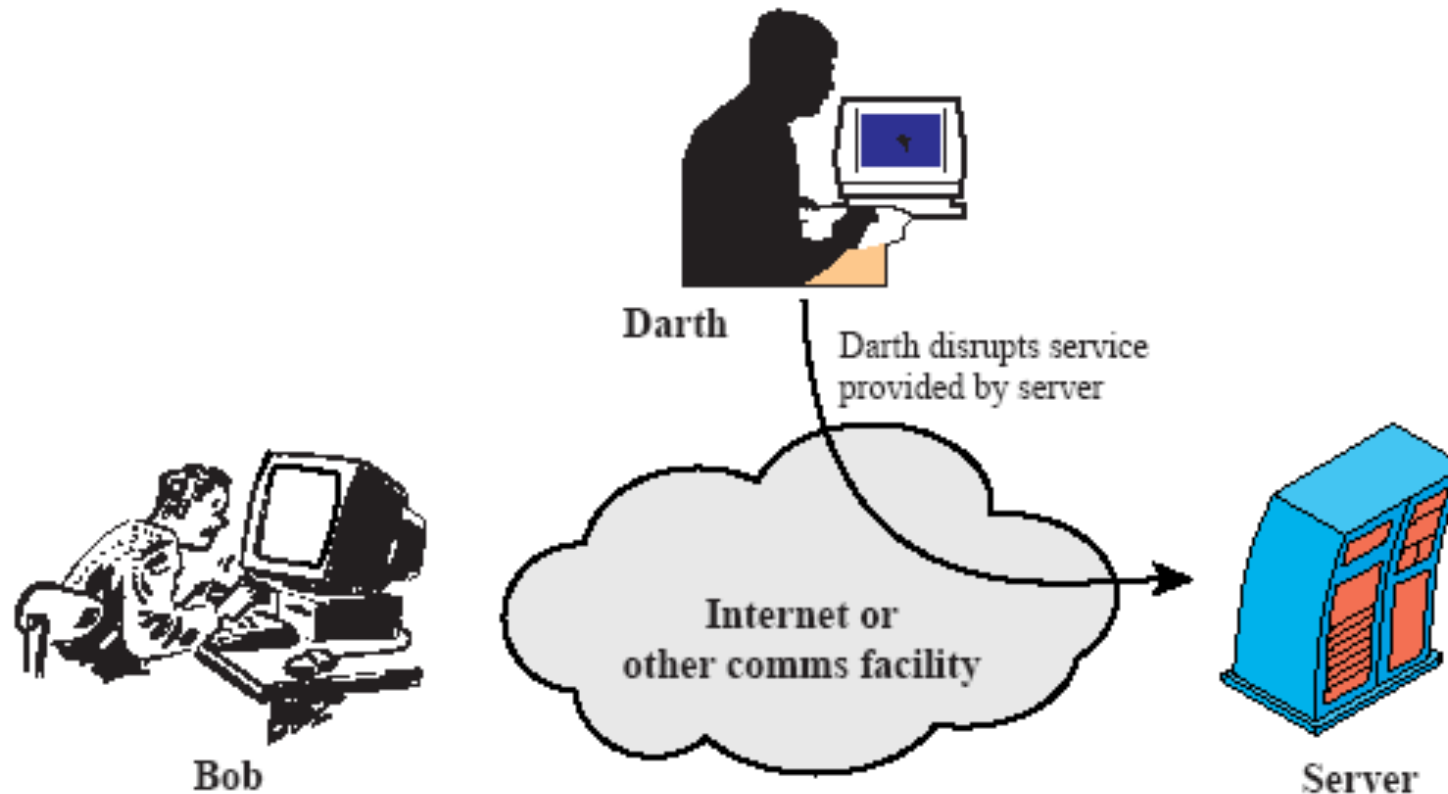 Darth
Darth disrupts service
provided by server
Internet or
other comms facility
Bob
Server